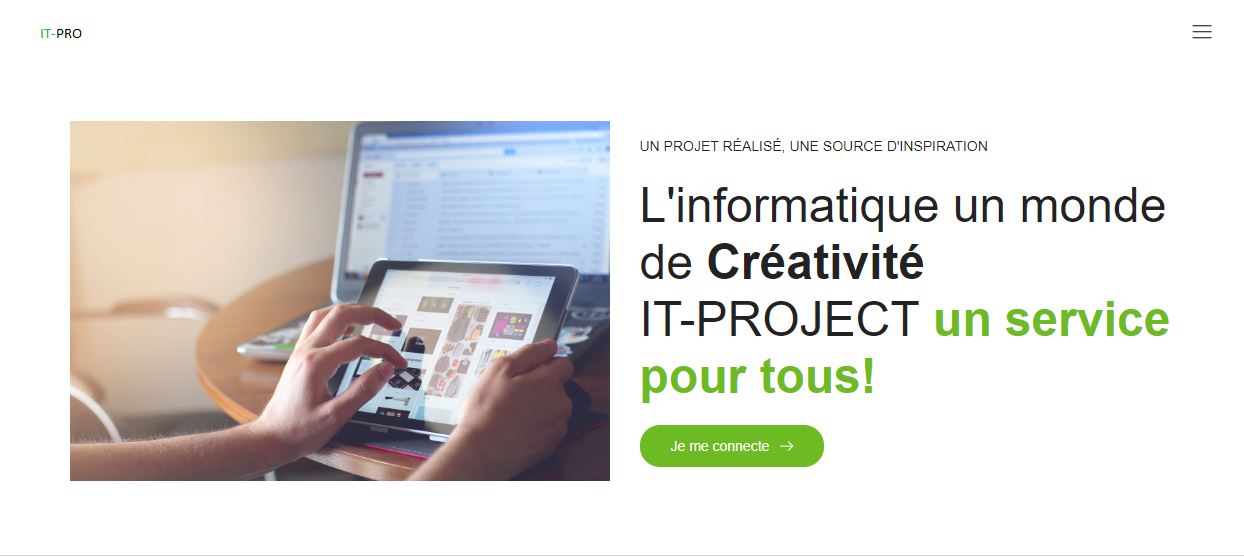 IT-PRO
UN PROJET RÉALISÉ, UNE SOURCE D'INSPIRATION
L'informatique un monde
de Créativité
IT-PROJECT un service
pour tous!
Je me connecte